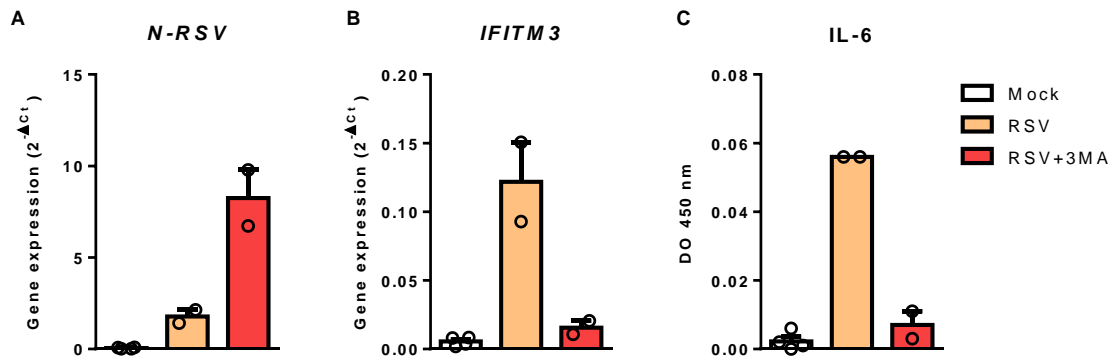 A
N-RSV
Gene expression (2-▲Ct)
15
10
5
0
B
IFITM3
Gene expression (2-▲Ct)
0.20
0.15
0.10
0.05
0.00
C
IL-6
DO 450 nm
0.08
0.06
0.04
0.02
0.00
Mock
RSV
RSV+3MA